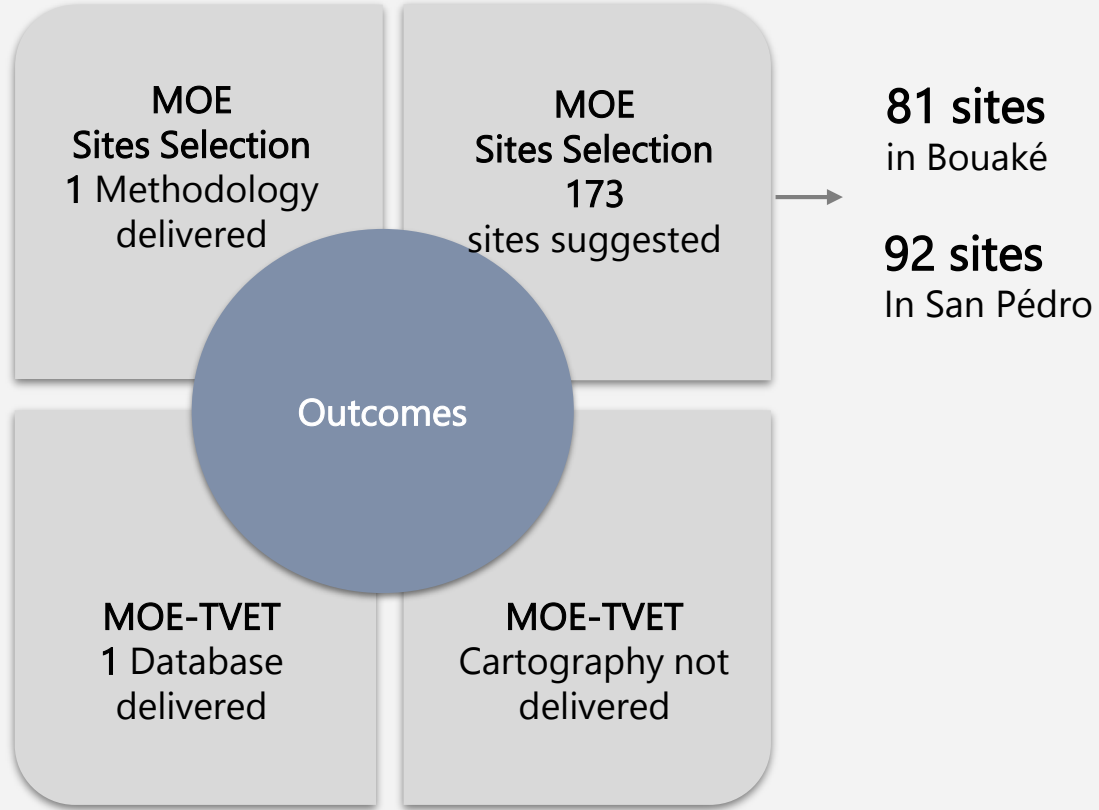 MOE
Sites Selection
1 Methodology
delivered
MOE
Sites Selection
173
sites suggested
81 sites
in Bouaké
92 sites
In San Pédro
Outcomes
MOE-TVET
1 Database
delivered
MOE-TVET
Cartography not
delivered